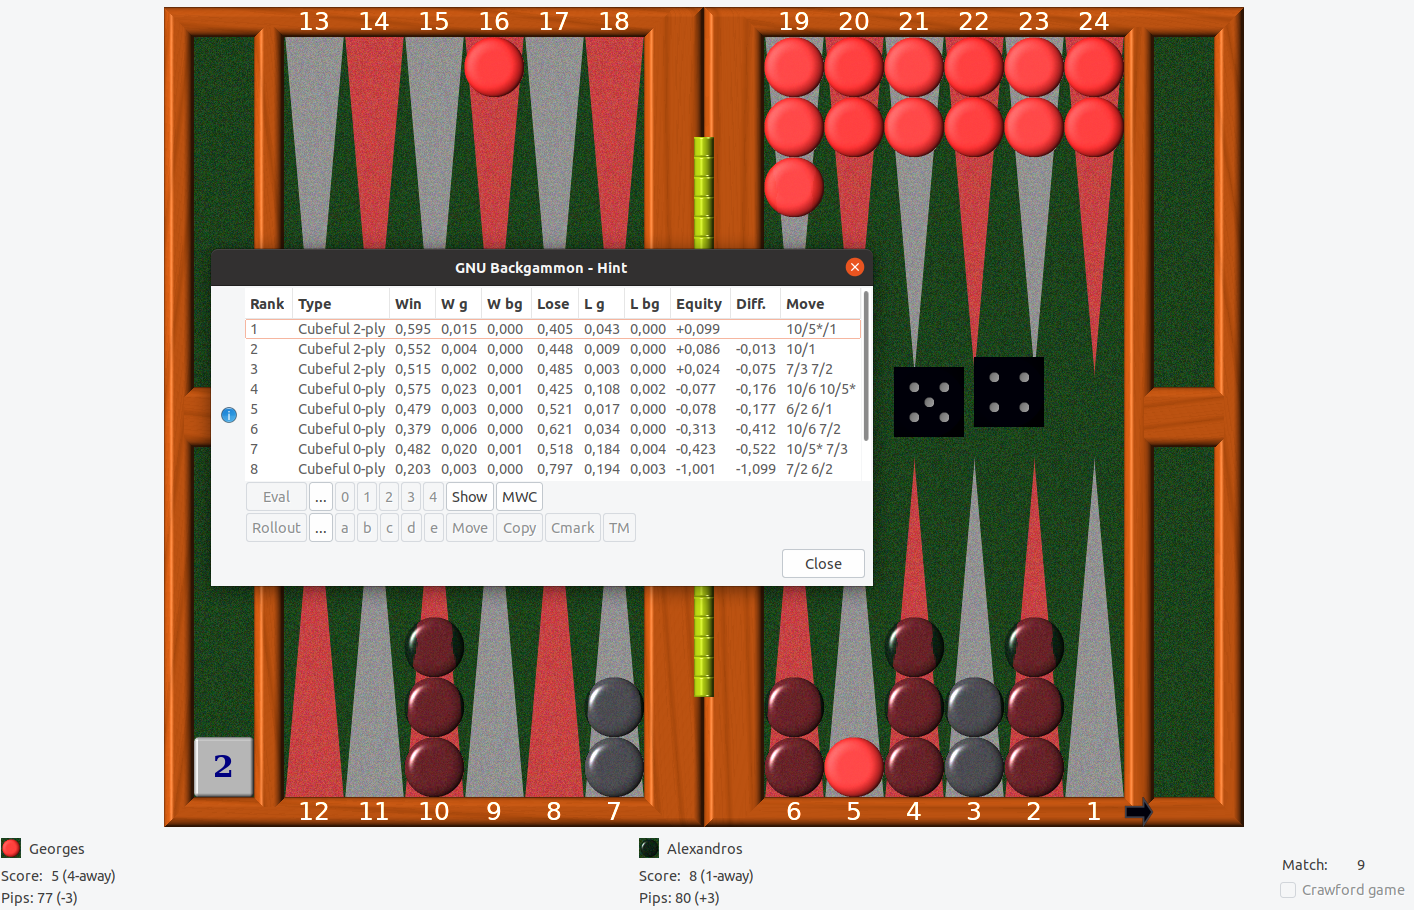 13 14 15 16 17 18 19 20 21 22 23 24
GNU Backgammon - Hint
Rank Type Win W g W bg Lose L g L bg Equity Diff. Move
1 Cubeful 2-ply 0,595 0,015 0,000 0,405 0,043 0,000 +0,099 10/5*/1
2 Cubeful 2-ply 0,552 0,004 0,000 0,448 0,009 0,000 +0,086 -0,013 10/1
3 Cubeful 2-ply 0,515 0,002 0,000 0,485 0,003 0,000 +0,024 -0,075 7/3 7/2
4 Cubeful 0-ply 0,575 0,023 0,001 0,425 0,108 0,002 -0,077 -0,176 10/6 10/5*
5 Cubeful 0-ply 0,479 0,003 0,000 0,521 0,017 0,000 -0,078 -0,177 6/2 6/1
6 Cubeful 0-ply 0,379 0,006 0,000 0,621 0,034 0,000 -0,313 -0,412 10/6 7/2
7 Cubeful 0-ply 0,482 0,020 0,001 0,518 0,184 0,004 -0,423 -0,522 10/5* 7/3
8 Cubeful 0-ply 0,203 0,003 0,000 0,797 0,194 0,003 -1,001 -1,099 7/2 6/2
Eval ... 0 1 2 3 4 Show MWC
Rollout ... a b c d e Move Copy Cmark TM
Close
2
12 11 10 9 8 7 6 5 4 3 2 1
Georges
Score: 5 (4-away)
Pips: 77 (-3)
Alexandros
Score: 8 (1-away)
Pips: 80 (+3)
Match: 9
Crawford game